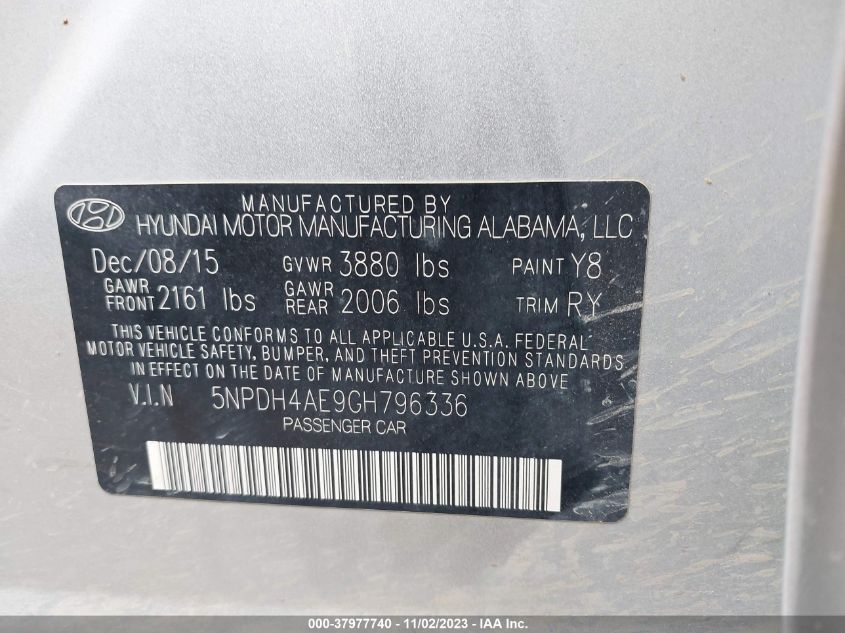 MANUFACTURED BY
HYUNDAI MOTOR MANUFACTURING ALABAMA, LLC
Dec/08/15 GVWR 3880 lbs PAINT Y8
GAWR FRONT 2161 lbs GAWR REAR 2006 lbs TRIM RY
THIS VEHICLE CONFORMS TO ALL APPLICABLE U.S.A. FEDERAL
MOTOR VEHICLE SAFETY, BUMPER, AND THEFT PREVENTION STANDARDS
IN EFFECT ON THE DATE OF MANUFACTURE SHOWN ABOVE.
V.I.N 5NPDH4AE9GH796336
PASSENGER CAR
000-37977740 - 11/02/2023 - IAA Inc.